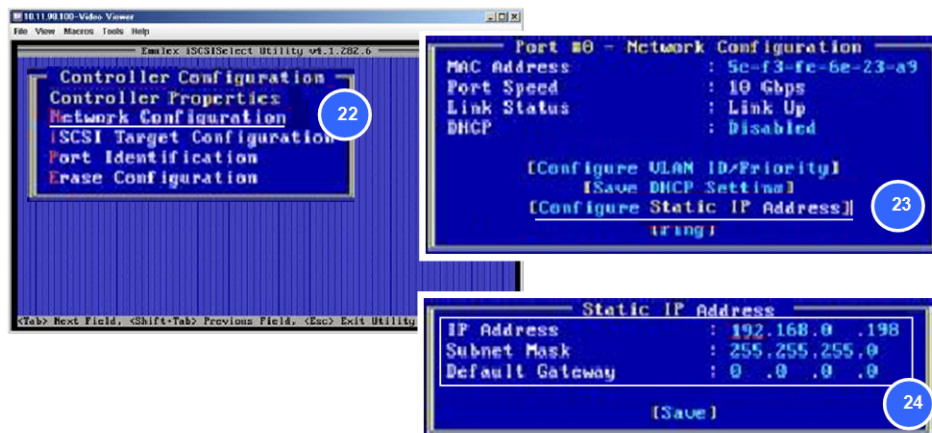 10.11.98.100-Video Viewer
File View Macros Tools Help
Emulex iSCSISelect Utility v4.1.282.6
Controller Configuration
Controller Properties
Network Configuration
iSCSI Target Configuration
Port Identification
Erase Configuration
22
<Tab> Next Field, <Shift+Tab> Previous Field, <Esc> Exit Utility
Port #0 - Network Configuration
MAC Address : 5c-f3-fc-6e-23-a9
Port Speed : 10 Gbps
Link Status : Link Up
DHCP : Disabled
[Configure VLAN ID/Priority]
[Save DHCP Setting]
[Configure Static IP Address]
23
Static IP Address
IP Address : 192.168.0 .198
Subnet Mask : 255.255.255.0
Default Gateway : 0 .0 .0 .0
24
[Save]